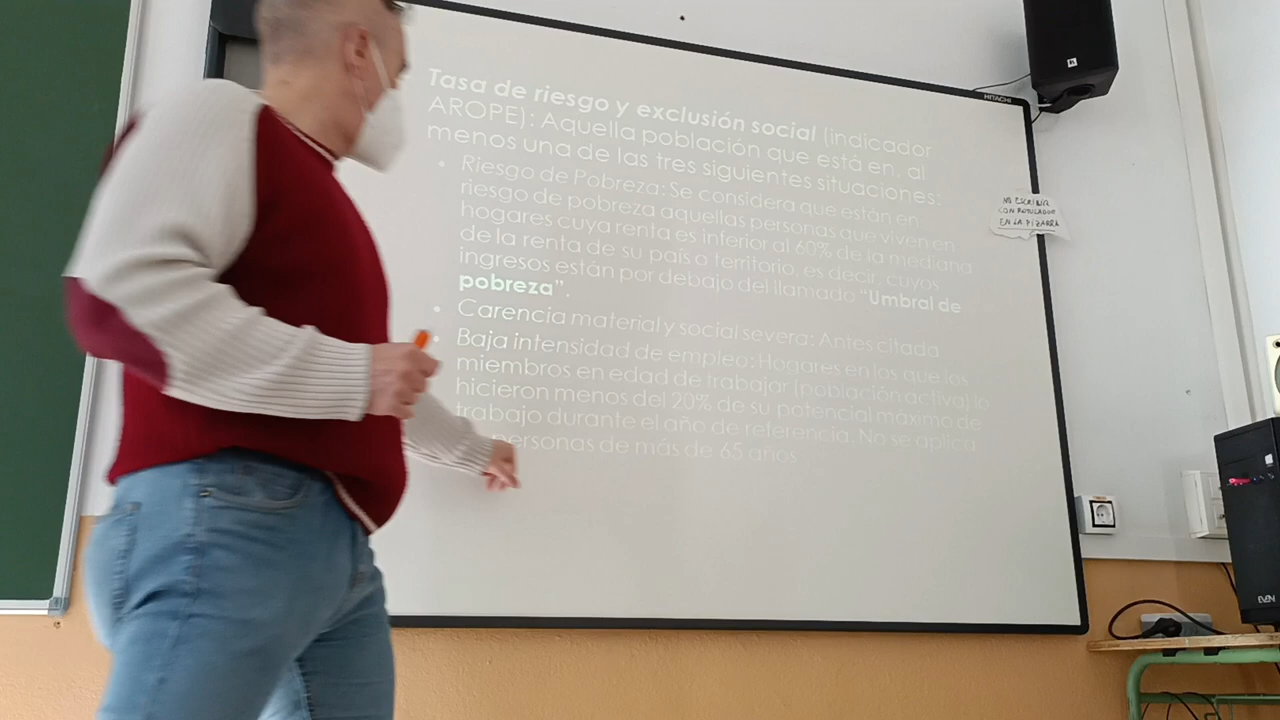 Tasa de riesgo y exclusión social (indicador
AROPE): Aquella población que está en, al
menos una de las tres siguientes situaciones:
• Riesgo de Pobreza: Se considera que están en
riesgo de pobreza aquellas personas que viven en
hogares cuya renta es inferior al 60% de la mediana
de la renta de su país o territorio, es decir, cuyos
ingresos están por debajo del llamado "Umbral de
pobreza".
• Carencia material y social severa: Antes citada
• Baja intensidad de empleo: Hogares en los que los
miembros en edad de trabajar (población activa) lo
hicieron menos del 20% de su potencial máximo de
trabajo durante el año de referencia. No se aplica
personas de más de 65 años
HITACHI
NO ESCRIBIR
CON ROTULADOR
EN LA PIZARRA